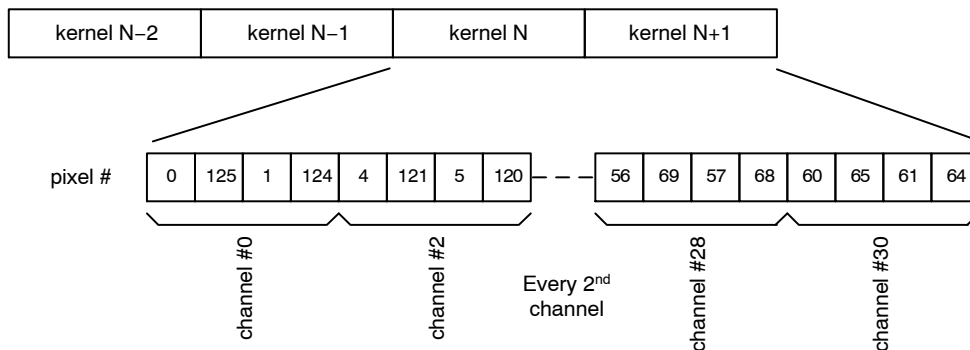 kernel N−2 kernel N−1 kernel N kernel N+1
pixel # 0 125 1 124 4 121 5 120 56 69 57 68 60 65 61 64
channel #0
channel #2
Every 2nd
channel
channel #28
channel #30